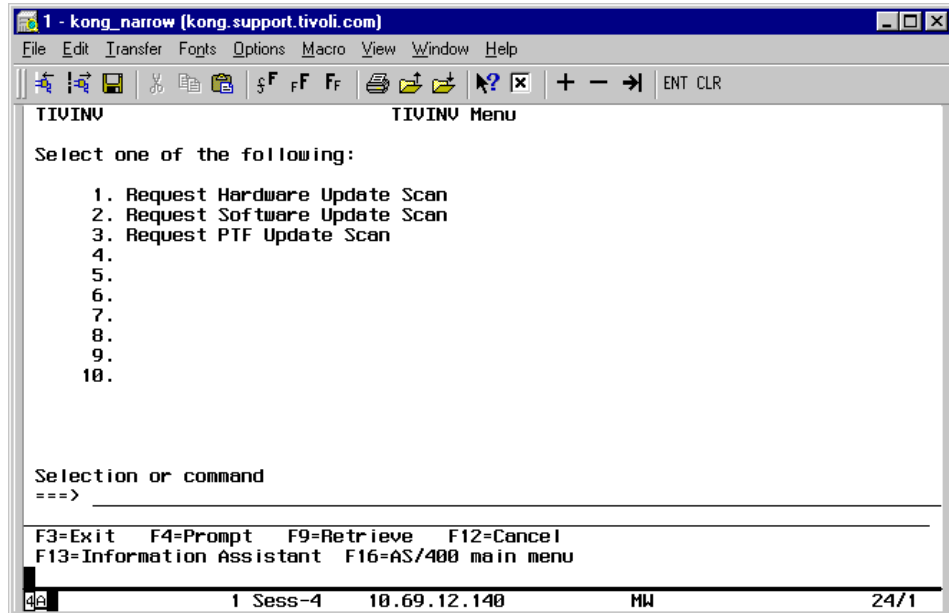 1 - kong_narrow (kong.support.tivoli.com)
File Edit Transfer Fonts Options Macro View Window Help
ENT CLR
TIVINV TIVINV Menu
Select one of the following:
1. Request Hardware Update Scan
2. Request Software Update Scan
3. Request PTF Update Scan
4.
5.
6.
7.
8.
9.
10.
Selection or command
===>
F3=Exit F4=Prompt F9=Retrieve F12=Cancel
F13=Information Assistant F16=AS/400 main menu
4A 1 Sess-4 10.69.12.140 MW 24/1